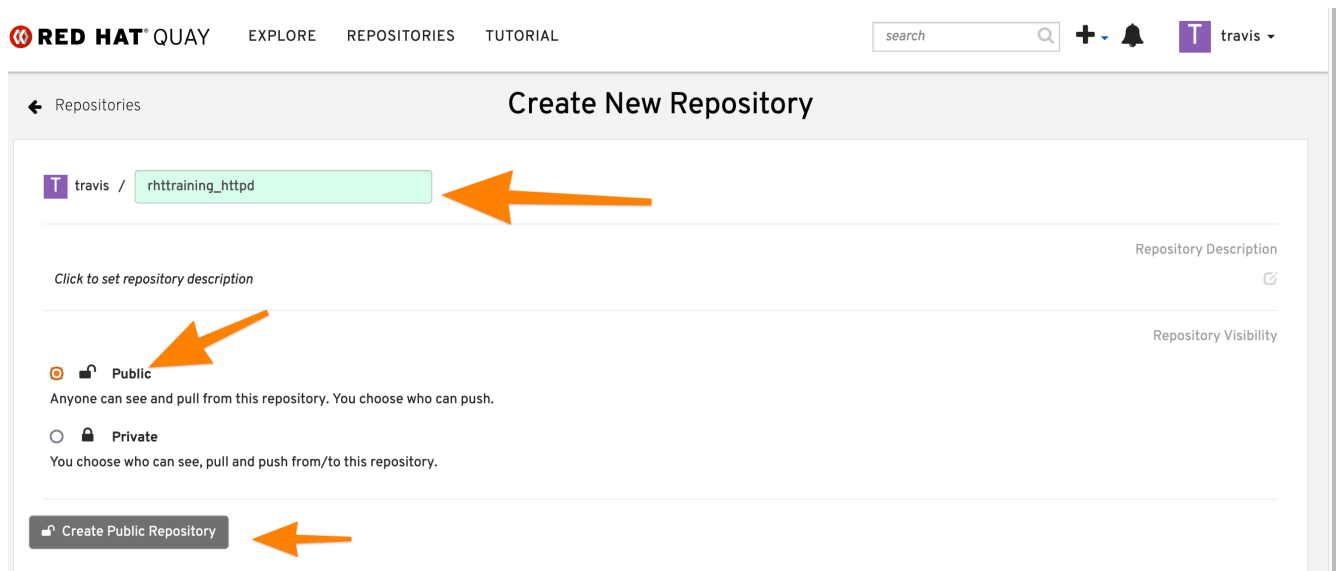 RED HAT® QUAY EXPLORE REPOSITORIES TUTORIAL search T travis
Repositories Create New Repository
T travis / rhttraining_httpd
Repository Description
Click to set repository description
Repository Visibility
Public
Anyone can see and pull from this repository. You choose who can push.
Private
You choose who can see, pull and push from/to this repository.
Create Public Repository